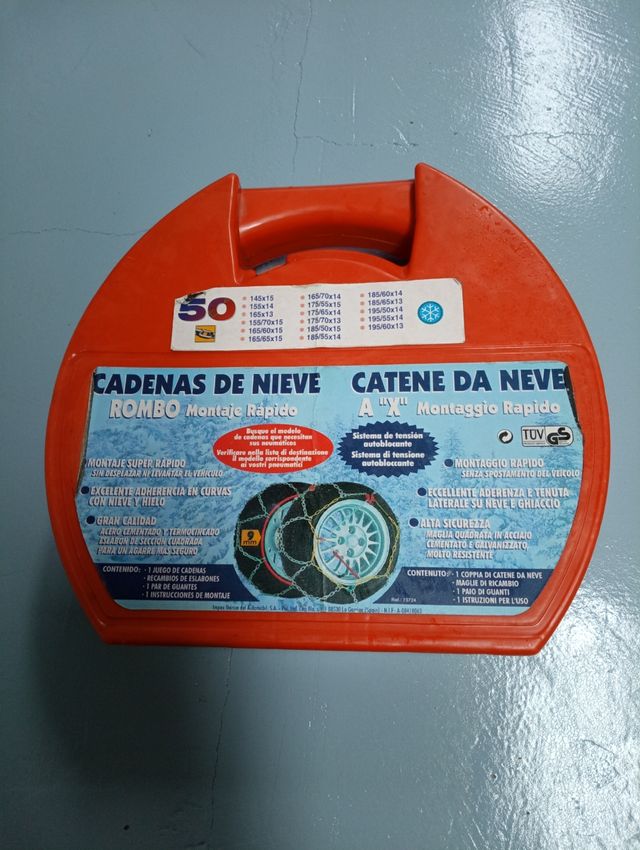 50
145x15
155x14
165x13
155/70x15
165/60x15
165/65x15
165/70x14
175/55x15
175/65x14
175/70x13
185/50x15
185/55x14
185/60x14
185/65x13
195/50x14
195/55x14
195/60x13
CADENAS DE NIEVE
ROMBO Montaje Rápido
CATENE DA NEVE
A "X" Montaggio Rapido
Busque el modelo
de cadenas que necesitan
sus neumáticos
Verificare nella lista di destinazione
il modello corrispondente
ai vostri pneumatici
Sistema de tensión
autoblocante
Sistema di tensione
autobloccante
TÜV
GS
MONTAJE SUPER RÁPIDO
SIN DESPLAZAR NI LEVANTAR EL VEHÍCULO
EXCELENTE ADHERENCIA EN CURVAS
CON NIEVE Y HIELO
GRAN CALIDAD
ACERO CEMENTADO Y TERMOCINCADO
ESLABÓN DE SECCIÓN CUADRADA
PARA UN AGARRE MAS SEGURO
CONTENIDO: - 1 JUEGO DE CADENAS
- RECAMBIOS DE ESLABONES
- 1 PAR DE GUANTES
- 1 INSTRUCCIONES DE MONTAJE
9
mm
MONTAGGIO RAPIDO
SENZA SPOSTAMENTO DEL VEICOLO
ECCELLENTE ADERENZA E TENUTA
LATERALE SU NEVE E GHIACCIO
ALTA SICUREZZA
MAGLIA QUADRATA IN ACCIAIO
CEMENTATO E GALVANIZZATO,
MOLTO RESISTENTE
CONTENUTO: - 1 COPPIA DI CATENE DA NEVE
- MAGLIE DI RICAMBIO
- 1 PAIO DI GUANTI
- 1 ISTRUZIONI PER L'USO